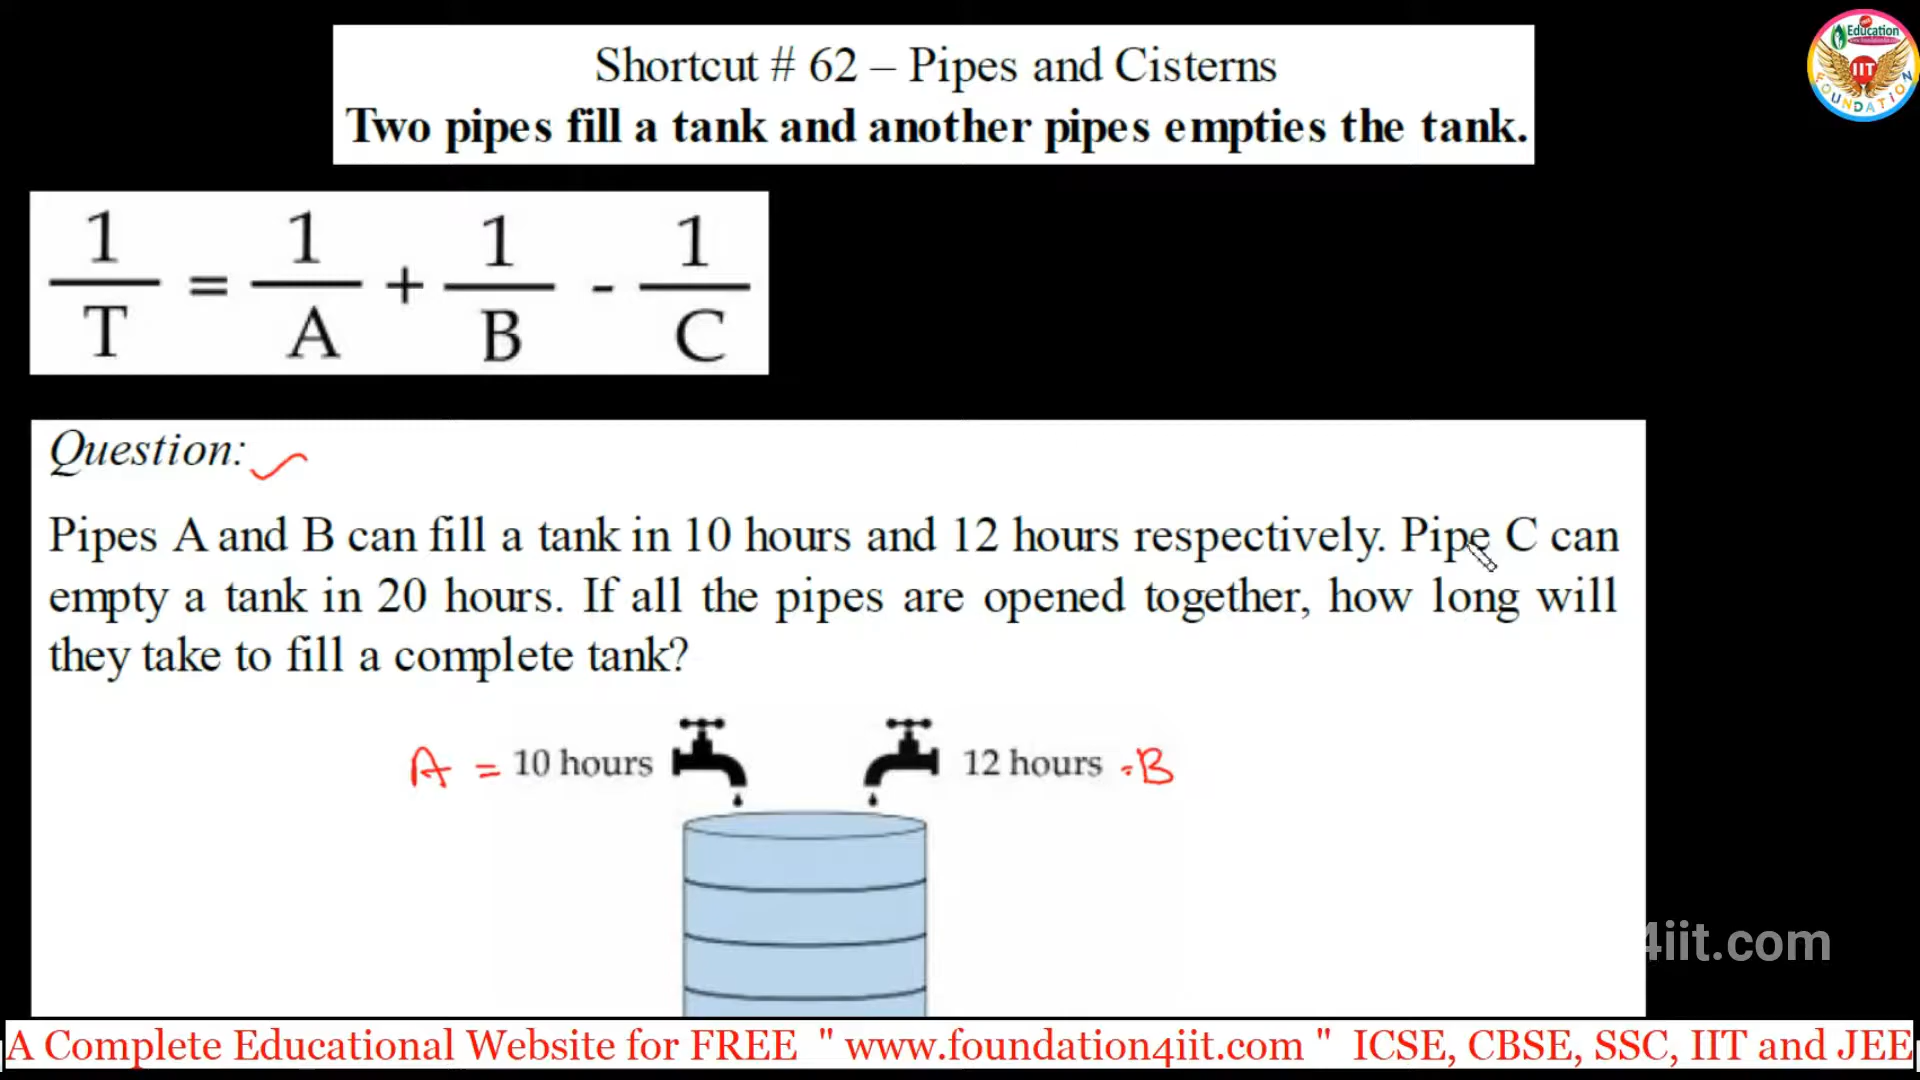 Shortcut # 62 – Pipes and Cisterns
Two pipes fill a tank and another pipes empties the tank.
Education
IIT
FOUNDATION
1/T = 1/A + 1/B - 1/C
Question:
Pipes A and B can fill a tank in 10 hours and 12 hours respectively. Pipe C can
empty a tank in 20 hours. If all the pipes are opened together, how long will
they take to fill a complete tank?
A = 10 hours 12 hours = B
4iit.com
A Complete Educational Website for FREE " www.foundation4iit.com " ICSE, CBSE, SSC, IIT and JEE